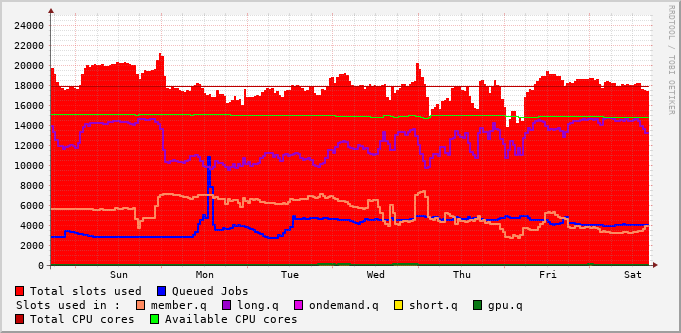 24000
22000
20000
18000
16000
14000
12000
10000
8000
6000
4000
2000
0
Sun Mon Tue Wed Thu Fri Sat
RRDTOOL / TOBI OETIKER
Total slots used Queued Jobs
Slots used in : member.q long.q ondemand.q short.q gpu.q
Total CPU cores Available CPU cores